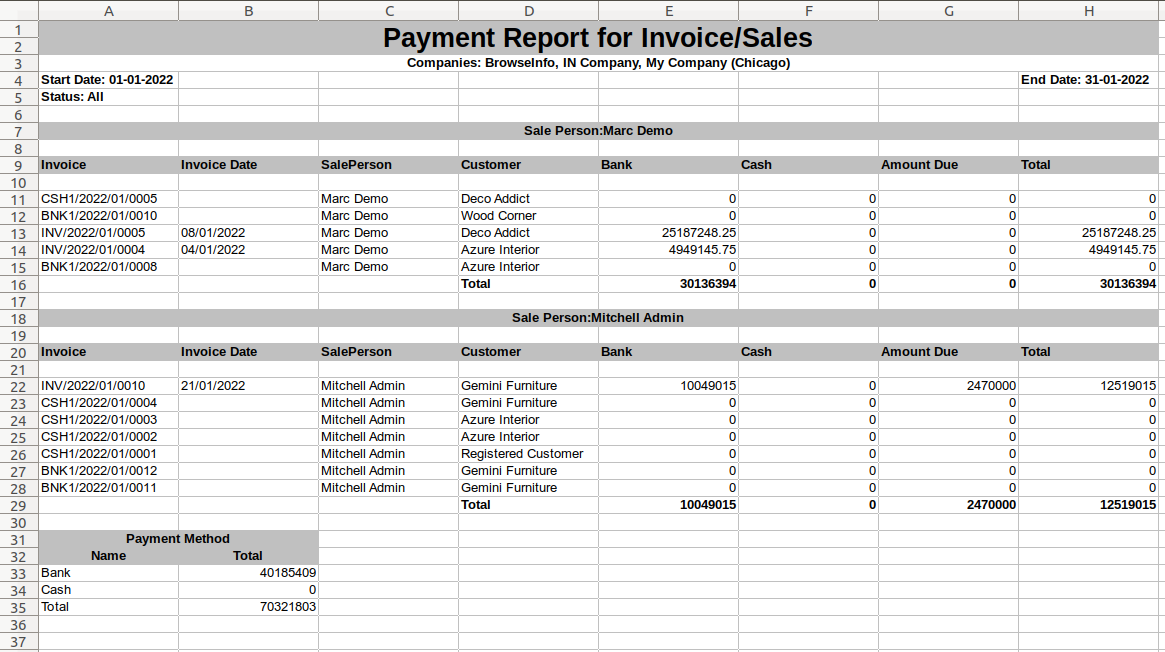 A B C D E F G H
1 Payment Report for Invoice/Sales
2
3 Companies: BrowseInfo, IN Company, My Company (Chicago)
4 Start Date: 01-01-2022 End Date: 31-01-2022
5 Status: All
6
7 Sale Person:Marc Demo
8
9 Invoice Invoice Date SalePerson Customer Bank Cash Amount Due Total
10
11 CSH1/2022/01/0005 Marc Demo Deco Addict 0 0 0 0
12 BNK1/2022/01/0010 Marc Demo Wood Corner 0 0 0 0
13 INV/2022/01/0005 08/01/2022 Marc Demo Deco Addict 25187248.25 0 0 25187248.25
14 INV/2022/01/0004 04/01/2022 Marc Demo Azure Interior 4949145.75 0 0 4949145.75
15 BNK1/2022/01/0008 Marc Demo Azure Interior 0 0 0 0
16 Total 30136394 0 0 30136394
17
18 Sale Person:Mitchell Admin
19
20 Invoice Invoice Date SalePerson Customer Bank Cash Amount Due Total
21
22 INV/2022/01/0010 21/01/2022 Mitchell Admin Gemini Furniture 10049015 0 2470000 12519015
23 CSH1/2022/01/0004 Mitchell Admin Gemini Furniture 0 0 0 0
24 CSH1/2022/01/0003 Mitchell Admin Azure Interior 0 0 0 0
25 CSH1/2022/01/0002 Mitchell Admin Azure Interior 0 0 0 0
26 CSH1/2022/01/0001 Mitchell Admin Registered Customer 0 0 0 0
27 BNK1/2022/01/0012 Mitchell Admin Gemini Furniture 0 0 0 0
28 BNK1/2022/01/0011 Mitchell Admin Gemini Furniture 0 0 0 0
29 Total 10049015 0 2470000 12519015
30
31 Payment Method
32 Name Total
33 Bank 40185409
34 Cash 0
35 Total 70321803
36
37